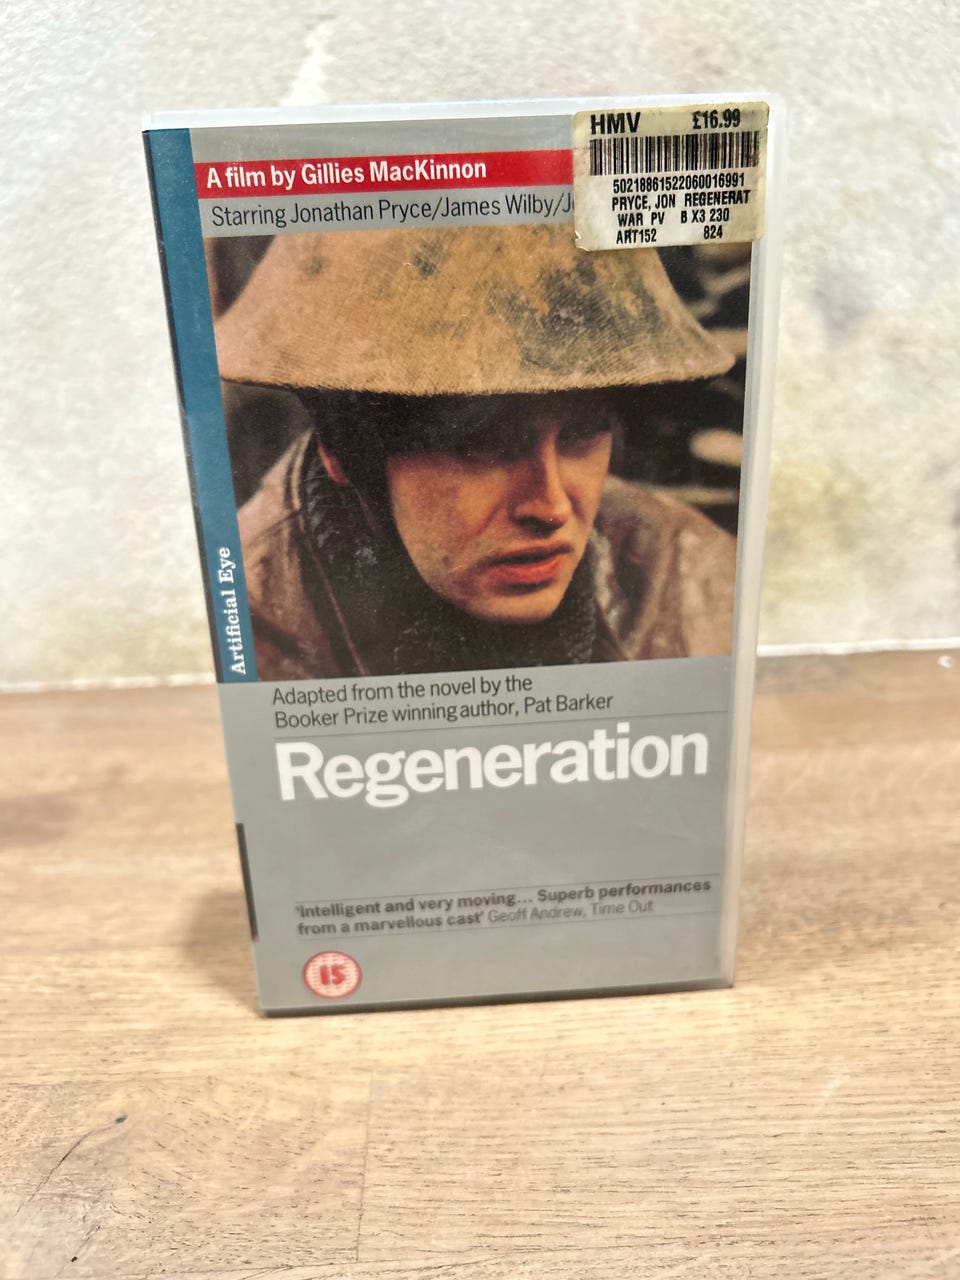 A film by Gillies MacKinnon
Starring Jonathan Pryce/James Wilby/J
HMV £16.99
5021886152206001699​1
PRYCE, JON REGENERAT
WAR PV B X3 230
ART152 824
Artificial Eye
Adapted from the novel by the
Booker Prize winning author, Pat Barker
Regeneration
'Intelligent and very moving... Superb performances
from a marvellous cast' Geoff Andrew, Time Out
15